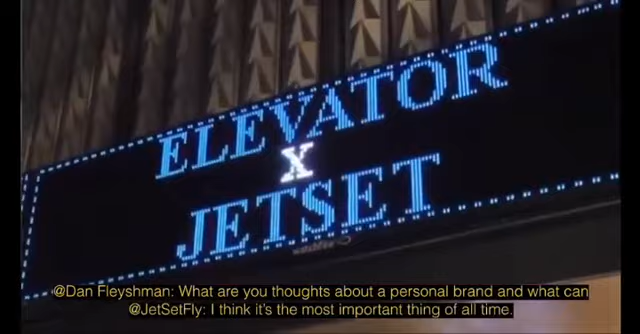 ELEVATOR
X
JETSET
@Dan Fleyshman: What are you thoughts about a personal brand and what can
@JetSetFly: I think it's the most important thing of all time.